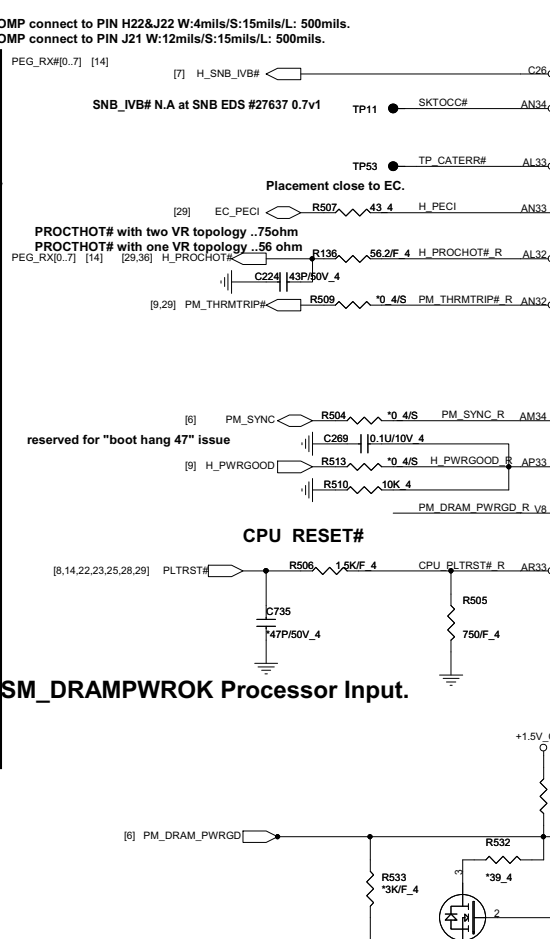 OMP connect to PIN H22&J22 W:4mils/S:15mils/L: 500mils.
OMP connect to PIN J21 W:12mils/S:15mils/L: 500mils.
PEG_RX#[0..7] [14]
[7] H_SNB_IVB# C26
SNB_IVB# N.A at SNB EDS #27637 0.7v1
TP11 SKTOCC# AN34
TP53 TP_CATERR# AL33
Placement close to EC.
[29] EC_PECI R507 43_4 H_PECI AN33
PROCTHOT# with two VR topology ..75ohm
PROCTHOT# with one VR topology ..56 ohm
PEG_RX[0..7] [14] [29,36] H_PROCHOT# R136 56.2/F_4 H_PROCHOT#_R AL32
C224 43P/50V_4
[9,29] PM_THRMTRIP# R509 *0_4/S PM_THRMTRIP#_R AN32
[6] PM_SYNC R504 *0_4/S PM_SYNC_R AM34
reserved for "boot hang 47" issue
C269 0.1U/10V_4
[9] H_PWRGOOD R513 *0_4/S H_PWRGOOD_R AP33
R510 10K_4
PM_DRAM_PWRGD_R V8
CPU RESET#
[8,14,22,23,25,28,29] PLTRST# R506 1.5K/F_4 CPU_PLTRST#_R AR33
C735
*47P/50V_4
R505
750/F_4
SM_DRAMPWROK Processor Input.
+1.5V_
[6] PM_DRAM_PWRGD
R532
*39_4
R533
*3K/F_4
3
2